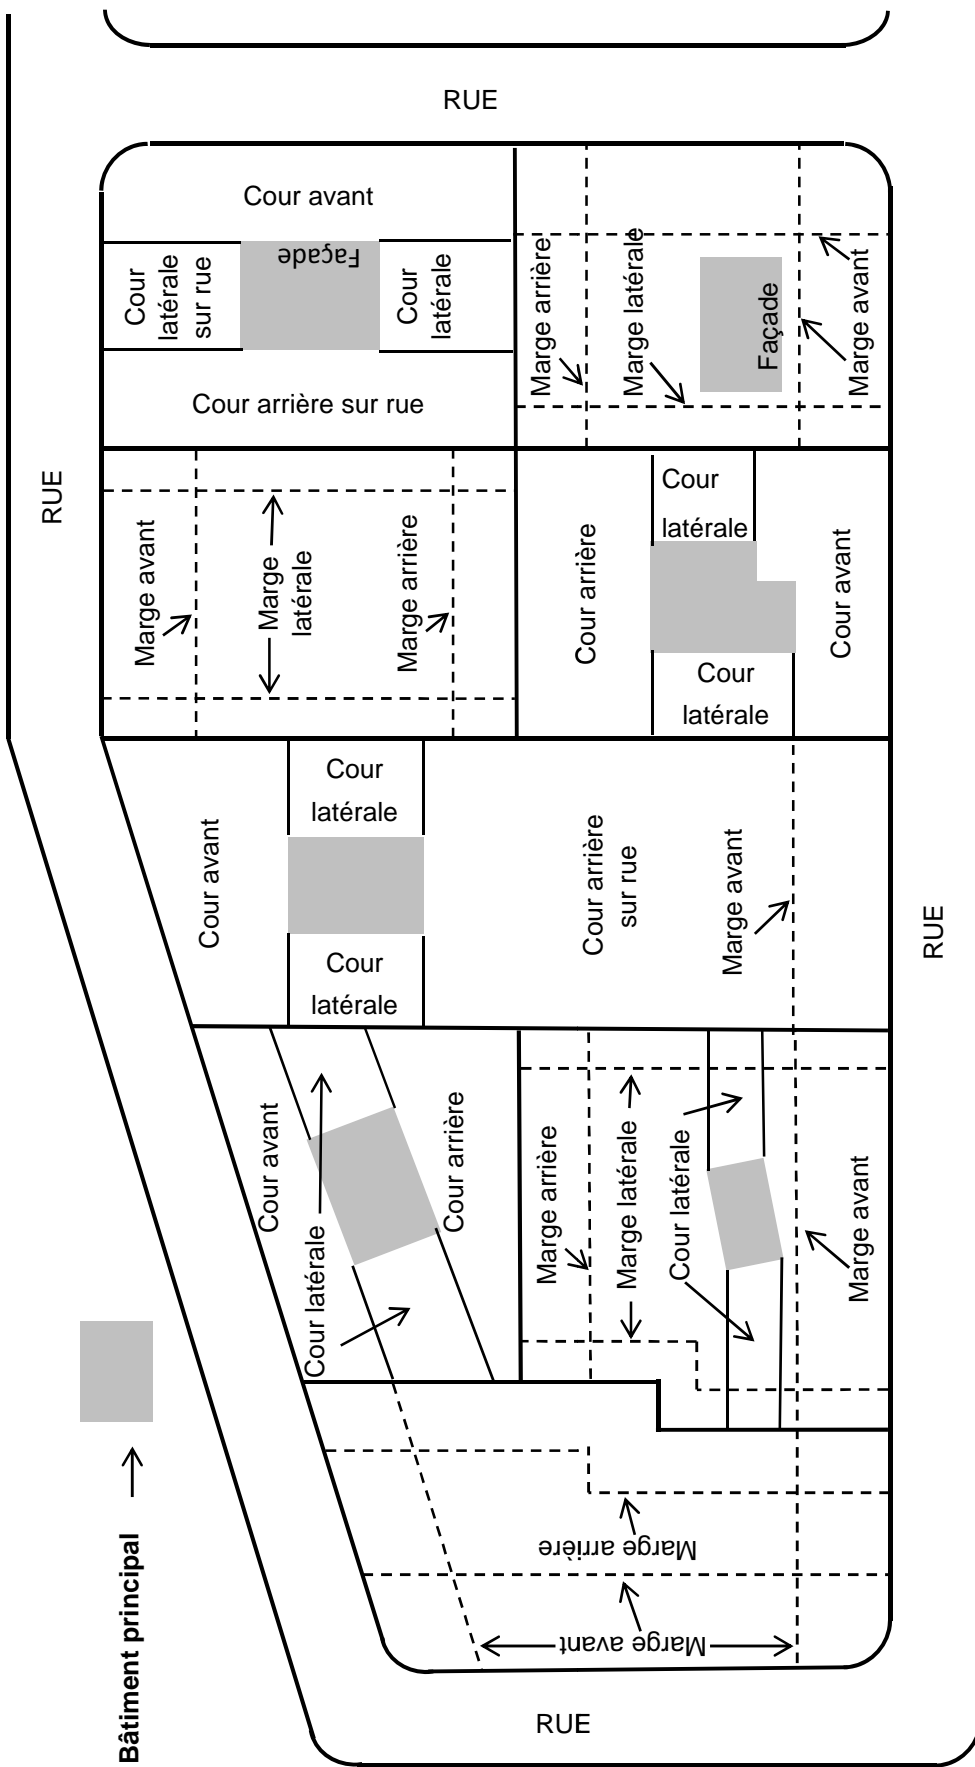 RUE
Cour avant
Façade
Cour
latérale
sur rue
Cour
latérale
Cour arrière sur rue
Marge arrière
Marge latérale
Façade
Marge avant
RUE
Marge avant
Marge
latérale
Marge arrière
Cour arrière
Cour
latérale
Cour
latérale
Cour avant
Cour avant
Cour
latérale
Cour
latérale
Cour arrière
sur rue
Marge avant
RUE
Cour avant
Cour latérale
Cour arrière
Marge arrière
Marge latérale
Cour latérale
Marge avant
Bâtiment principal
Marge arrière
Marge avant
RUE